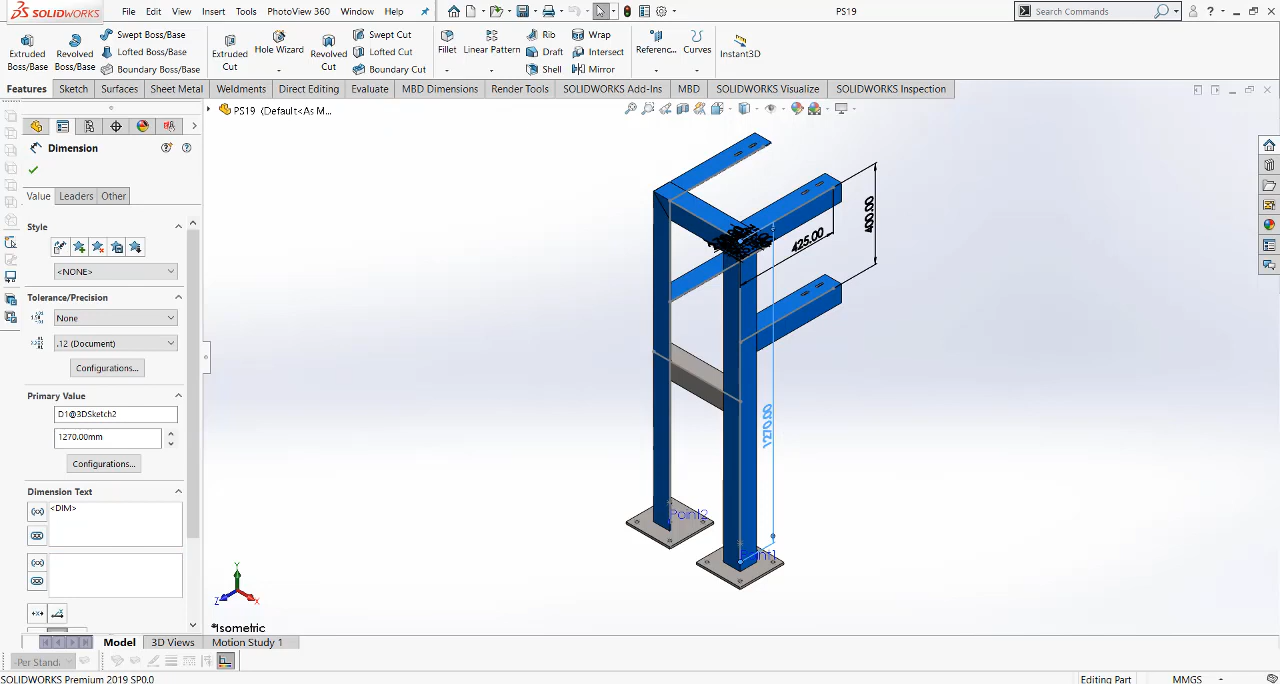 SOLIDWORKS File Edit View Insert Tools PhotoView 360 Window Help PS19 Search Commands
Extruded Boss/Base Revolved Boss/Base Swept Boss/Base Lofted Boss/Base Boundary Boss/Base Extruded Cut Hole Wizard Revolved Cut Swept Cut Lofted Cut Boundary Cut Fillet Linear Pattern Rib Draft Shell Wrap Intersect Mirror Referenc... Curves Instant3D
Features Sketch Surfaces Sheet Metal Weldments Direct Editing Evaluate MBD Dimensions Render Tools SOLIDWORKS Add-Ins MBD SOLIDWORKS Visualize SOLIDWORKS Inspection
PS19 (Default<As M...
Dimension
Value Leaders Other
Style
<NONE>
Tolerance/Precision
None
.12 (Document)
Configurations...
Primary Value
D1@3DSketch2
1270.00mm
Configurations...
Dimension Text
<DIM>
400.00
425.00
1270.00
Point2
Point1
Y
Z X
*Isometric
Model 3D Views Motion Study 1
-Per Stand
SOLIDWORKS Premium 2019 SP0.0 Editing Part MMGS